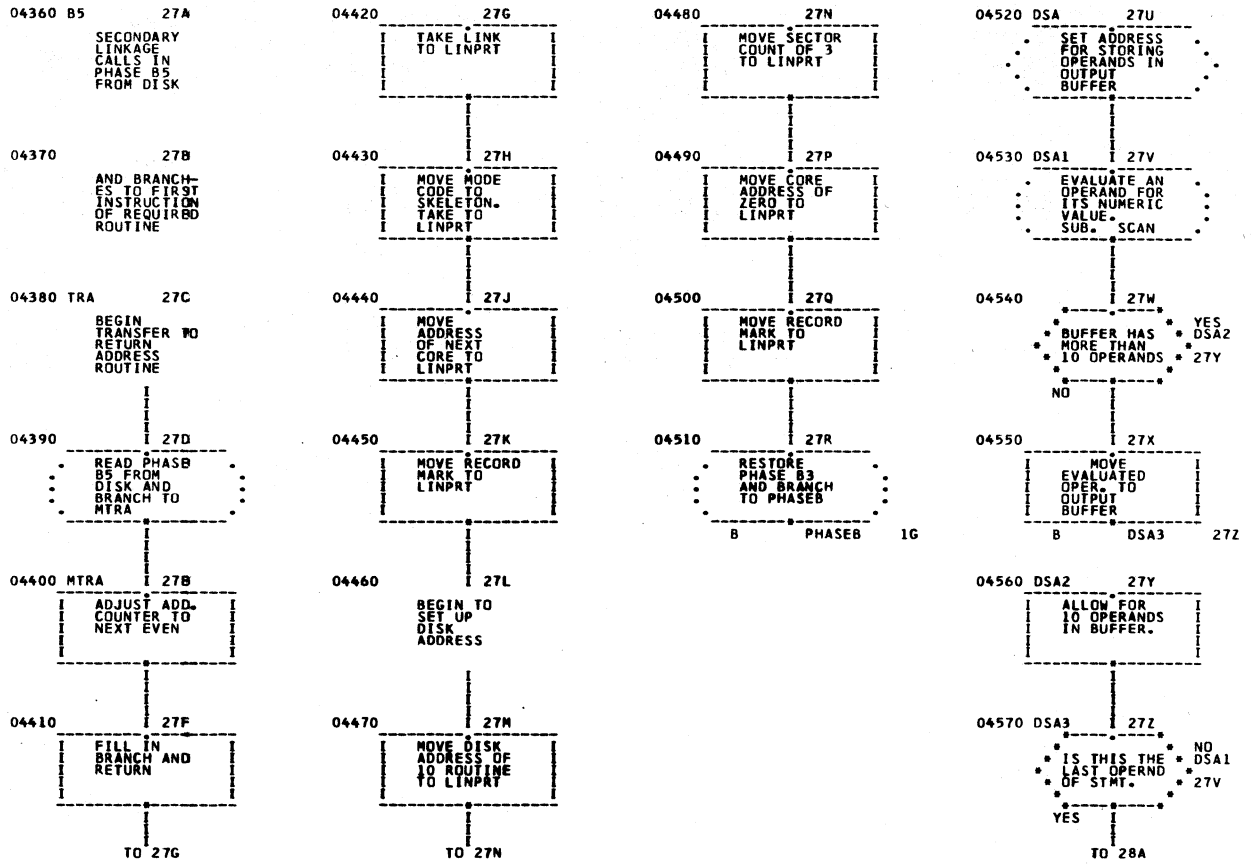 04360 B5 27A
SECONDARY
LINKAGE
CALLS IN
PHASE B5
FROM DISK
04370 27B
AND BRANCH-
ES TO FIRST
INSTRUCTION
OF REQUIRED
ROUTINE
04380 TRA 27C
BEGIN
TRANSFER TO
RETURN
ADDRESS
ROUTINE
04390 27D
READ PHASE
B5 FROM
DISK AND
BRANCH TO
MTRA
04400 MTRA 27B
ADJUST ADD.
COUNTER TO
NEXT EVEN
04410 27F
FILL IN
BRANCH AND
RETURN
TO 27G
04420 27G
TAKE LINK
TO LINPRT
04430 27H
MOVE MODE
CODE TO
SKELETON.
TAKE TO
LINPRT
04440 27J
MOVE
ADDRESS
OF NEXT
CORE TO
LINPRT
04450 27K
MOVE RECORD
MARK TO
LINPRT
04460 27L
BEGIN TO
SET UP
DISK
ADDRESS
04470 27M
MOVE DISK
ADDRESS OF
IO ROUTINE
TO LINPRT
TO 27N
04480 27N
MOVE SECTOR
COUNT OF 3
TO LINPRT
04490 27P
MOVE CORE
ADDRESS OF
ZERO TO
LINPRT
04500 27Q
MOVE RECORD
MARK TO
LINPRT
04510 27R
RESTORE
PHASE B3
AND BRANCH
TO PHASEB
B PHASEB 1G
04520 DSA 27U
SET ADDRESS
FOR STORING
OPERANDS IN
OUTPUT
BUFFER
04530 DSA1 27V
EVALUATE AN
OPERAND FOR
ITS NUMERIC
VALUE.
SUB. SCAN
04540 27W
BUFFER HAS
MORE THAN
10 OPERANDS
YES
DSA2
27Y
NO
04550 27X
MOVE
EVALUATED
OPER. TO
OUTPUT
BUFFER
B DSA3 27Z
04560 DSA2 27Y
ALLOW FOR
10 OPERANDS
IN BUFFER.
04570 DSA3 27Z
IS THIS THE
LAST OPERND
OF STMT.
NO
DSA1
27V
YES
TO 28A